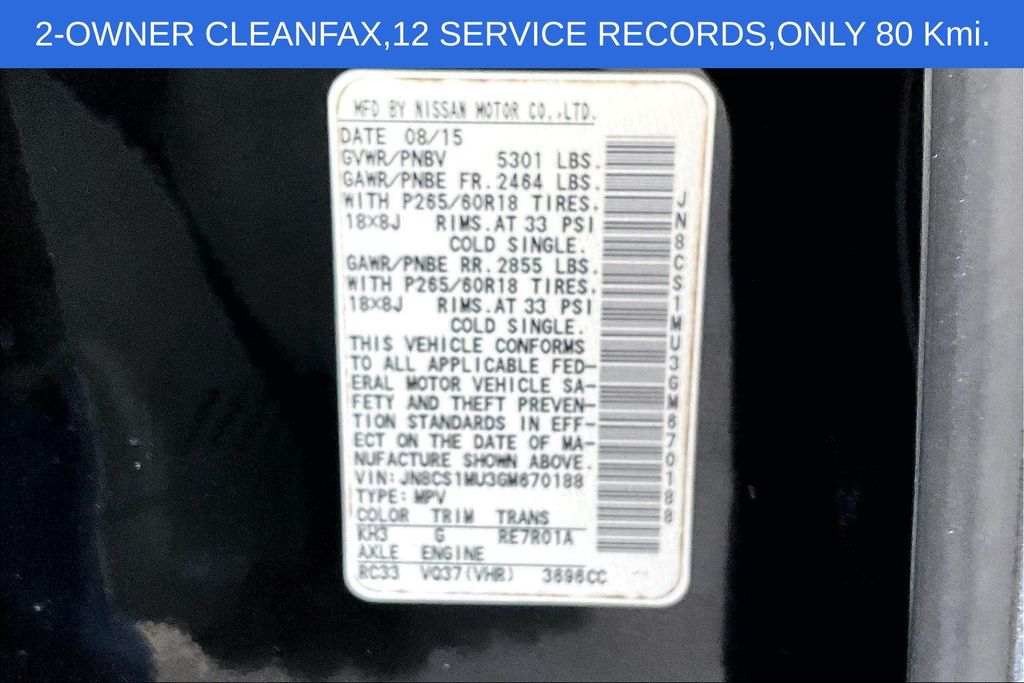 2-OWNER CLEANFAX,12 SERVICE RECORDS,ONLY 80 Kmi.
MFD BY NISSAN MOTOR CO.,LTD.
DATE 08/15
GVWR/PNBV 5301 LBS.
GAWR/PNBE FR. 2464 LBS.
WITH P265/60R18 TIRES.
18×8J RIMS.AT 33 PSI
COLD SINGLE.
GAWR/PNBE RR. 2855 LBS.
WITH P265/60R18 TIRES.
18×8J RIMS.AT 33 PSI
COLD SINGLE.
THIS VEHICLE CONFORMS
TO ALL APPLICABLE FED-
ERAL MOTOR VEHICLE SA-
FETY AND THEFT PREVEN-
TION STANDARDS IN EFF-
ECT ON THE DATE OF MA-
NUFACTURE SHOWN ABOVE.
VIN:JN8CS1MU3GM670188
TYPE:MPV
COLOR TRIM TRANS
KH3 G RE7R01A
AXLE ENGINE
RC33 VQ37(VHR) 3696CC
JN8CS1MU3GM670188